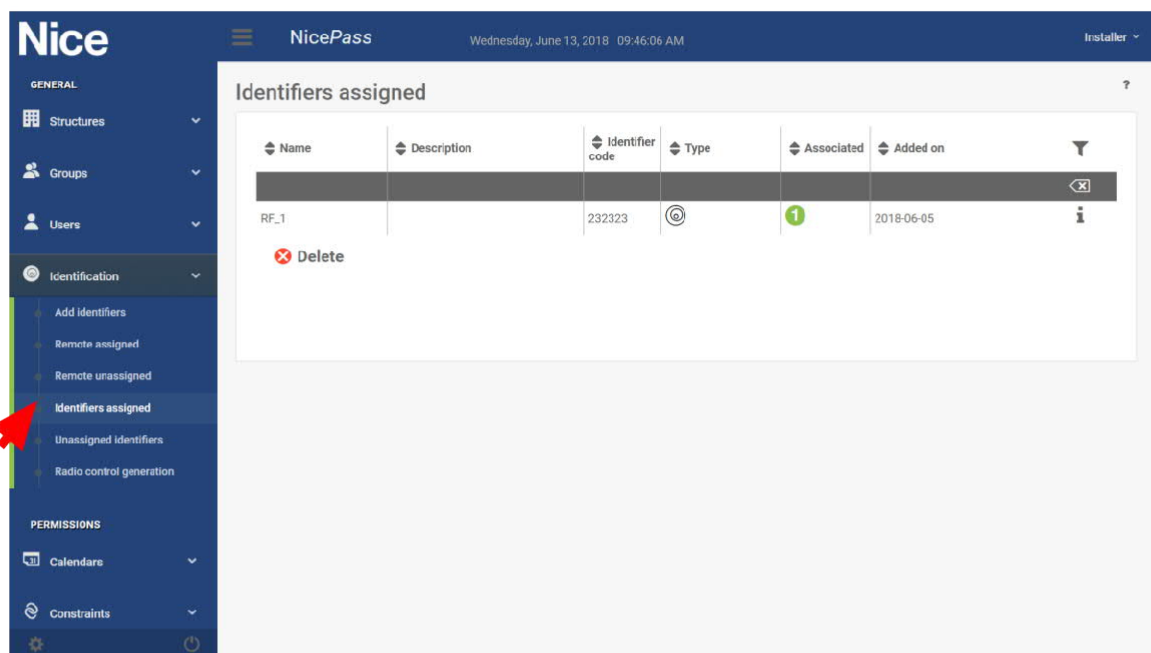 Nice
NicePass
Wednesday, June 13, 2018 09:46:06 AM
Installer
GENERAL
Structures
Groups
Users
Identification
Add identifiers
Remote assigned
Remote unassigned
Identifiers assigned
Unassigned identifiers
Radio control generation
PERMISSIONS
31 Calendars
Constraints
Identifiers assigned
?
Name Description Identifier code Type Associated Added on
RF_1 232323 1 2018-06-05 i
Delete